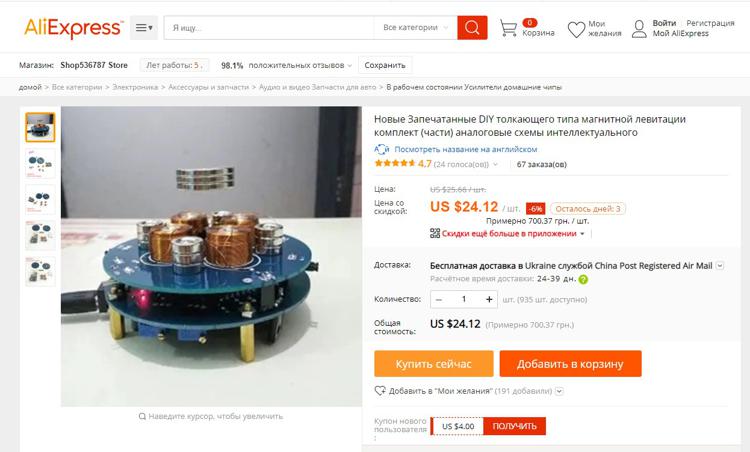 AliExpress™
Я ищу...
Все категории
0
Корзина
Мои желания
Войти | Регистрация
Мой AliExpress
Магазин: Shop536787 Store
Лет работы: 5 .
98.1% положительных отзывов
Сохранить
домой > Все категории > Электроника > Аксессуары и запчасти > Аудио и видео Запчасти для авто > В рабочем состоянии Усилители домашние чипы
Новые Запечатанные DIY толкающего типа магнитной левитации
комплект (части) аналоговые схемы интеллектуального
Посмотреть название на английском
4.7 (24 голоса(ов))
67 заказа(ов)
Цена: US $25.66 / шт.
Цена со скидкой: US $24.12 / шт. -6% Осталось дней: 3
Примерно 700.37 грн. / шт.
Скидки ещё больше в приложении
Доставка: Бесплатная доставка в Ukraine службой China Post Registered Air Mail
Расчётное время доставки: 24-39 дн. ?
Количество: – 1 + шт. (935 шт. доступно)
Общая стоимость: US $24.12 (Примерно 700.37 грн.)
Купить сейчас
Добавить в корзину
Добавить в "Мои желания" (191 добавили)
Наведите курсор, чтобы увеличить
Купон нового пользователя :
US $4.00 ПОЛУЧИТЬ